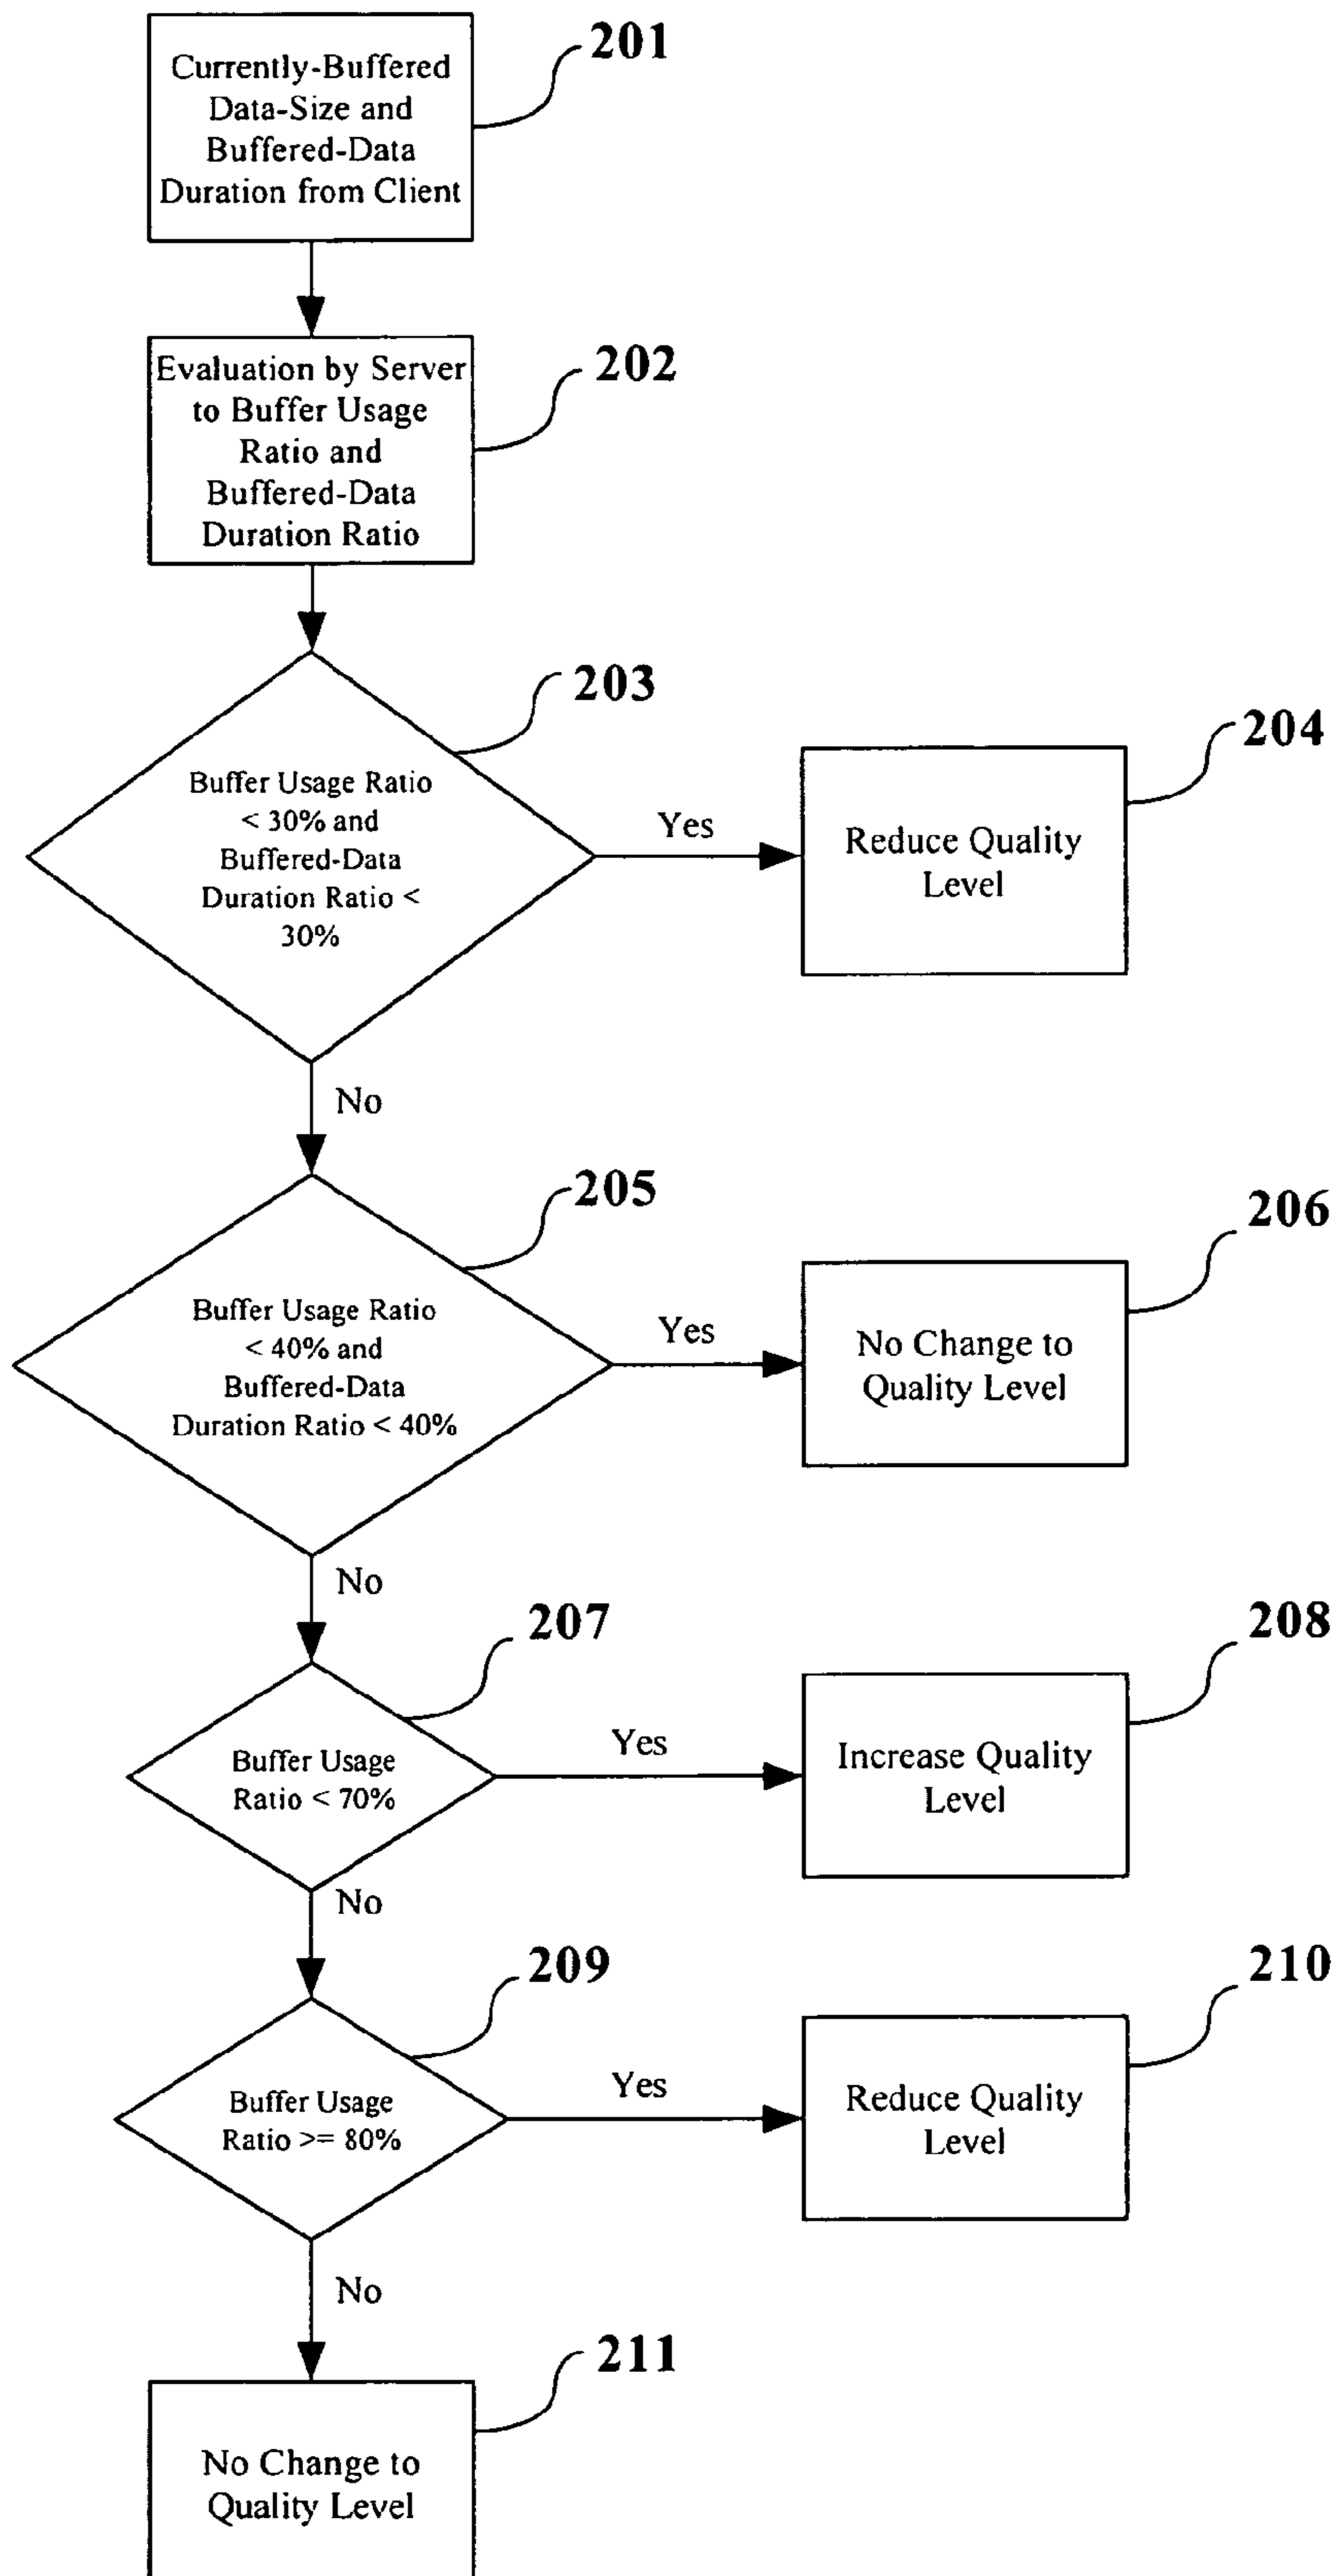 201
Currently-Buffered
Data-Size and
Buffered-Data
Duration from Client
202
Evaluation by Server
to Buffer Usage
Ratio and
Buffered-Data
Duration Ratio
203
Buffer Usage Ratio
< 30% and
Buffered-Data
Duration Ratio <
30%
Yes
204
Reduce Quality
Level
No
205
Buffer Usage Ratio
< 40% and
Buffered-Data
Duration Ratio < 40%
Yes
206
No Change to
Quality Level
No
207
Buffer Usage
Ratio < 70%
Yes
208
Increase Quality
Level
No
209
Buffer Usage
Ratio >= 80%
Yes
210
Reduce Quality
Level
No
211
No Change to
Quality Level